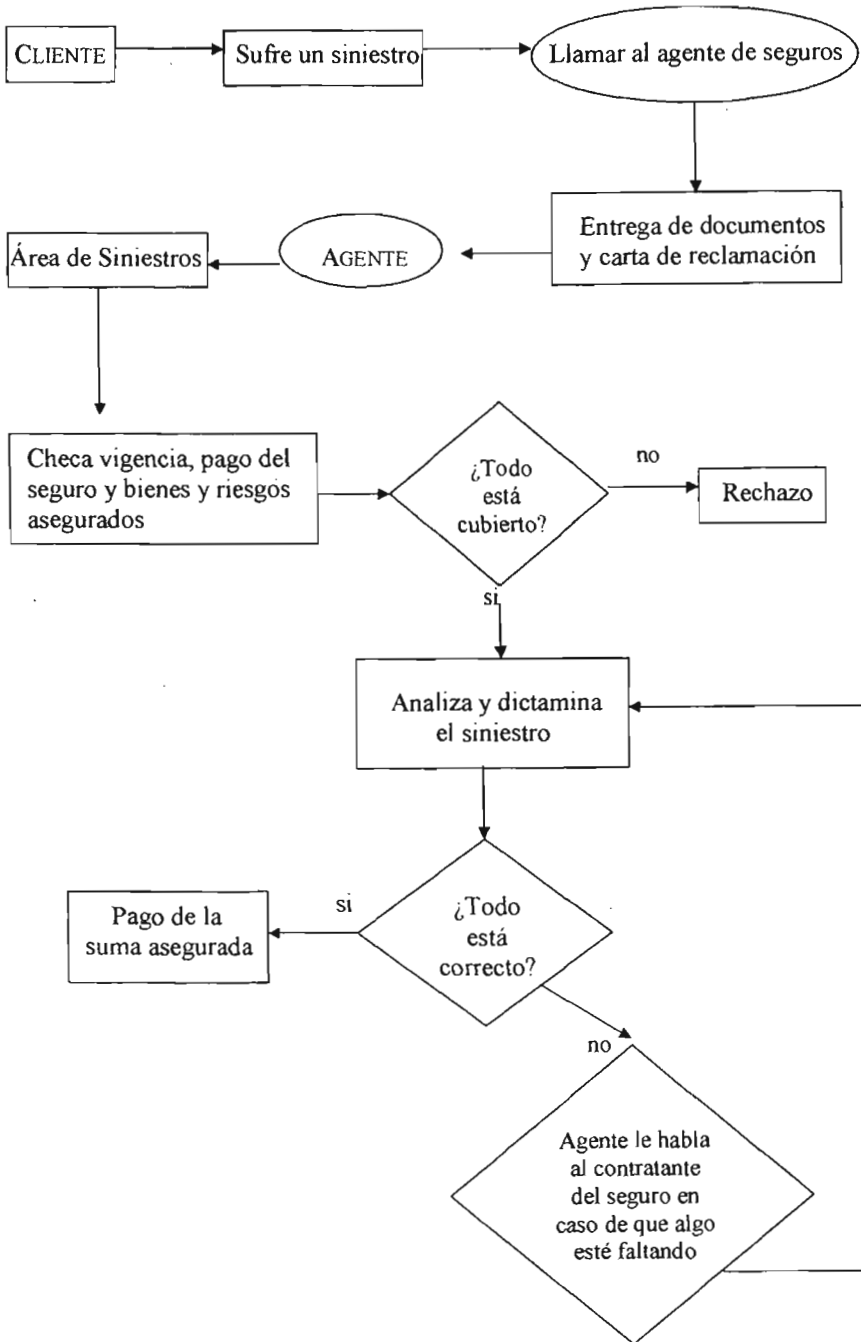 CLIENTE
Sufre un siniestro
Llamar al agente de seguros
Entrega de documentos
y carta de reclamación
AGENTE
Área de Siniestros
Checa vigencia, pago del
seguro y bienes y riesgos
asegurados
¿Todo
está
cubierto?
no
Rechazo
si
Analiza y dictamina
el siniestro
¿Todo
está
correcto?
si
Pago de la
suma asegurada
no
Agente le habla
al contratante
del seguro en
caso de que algo
esté faltando